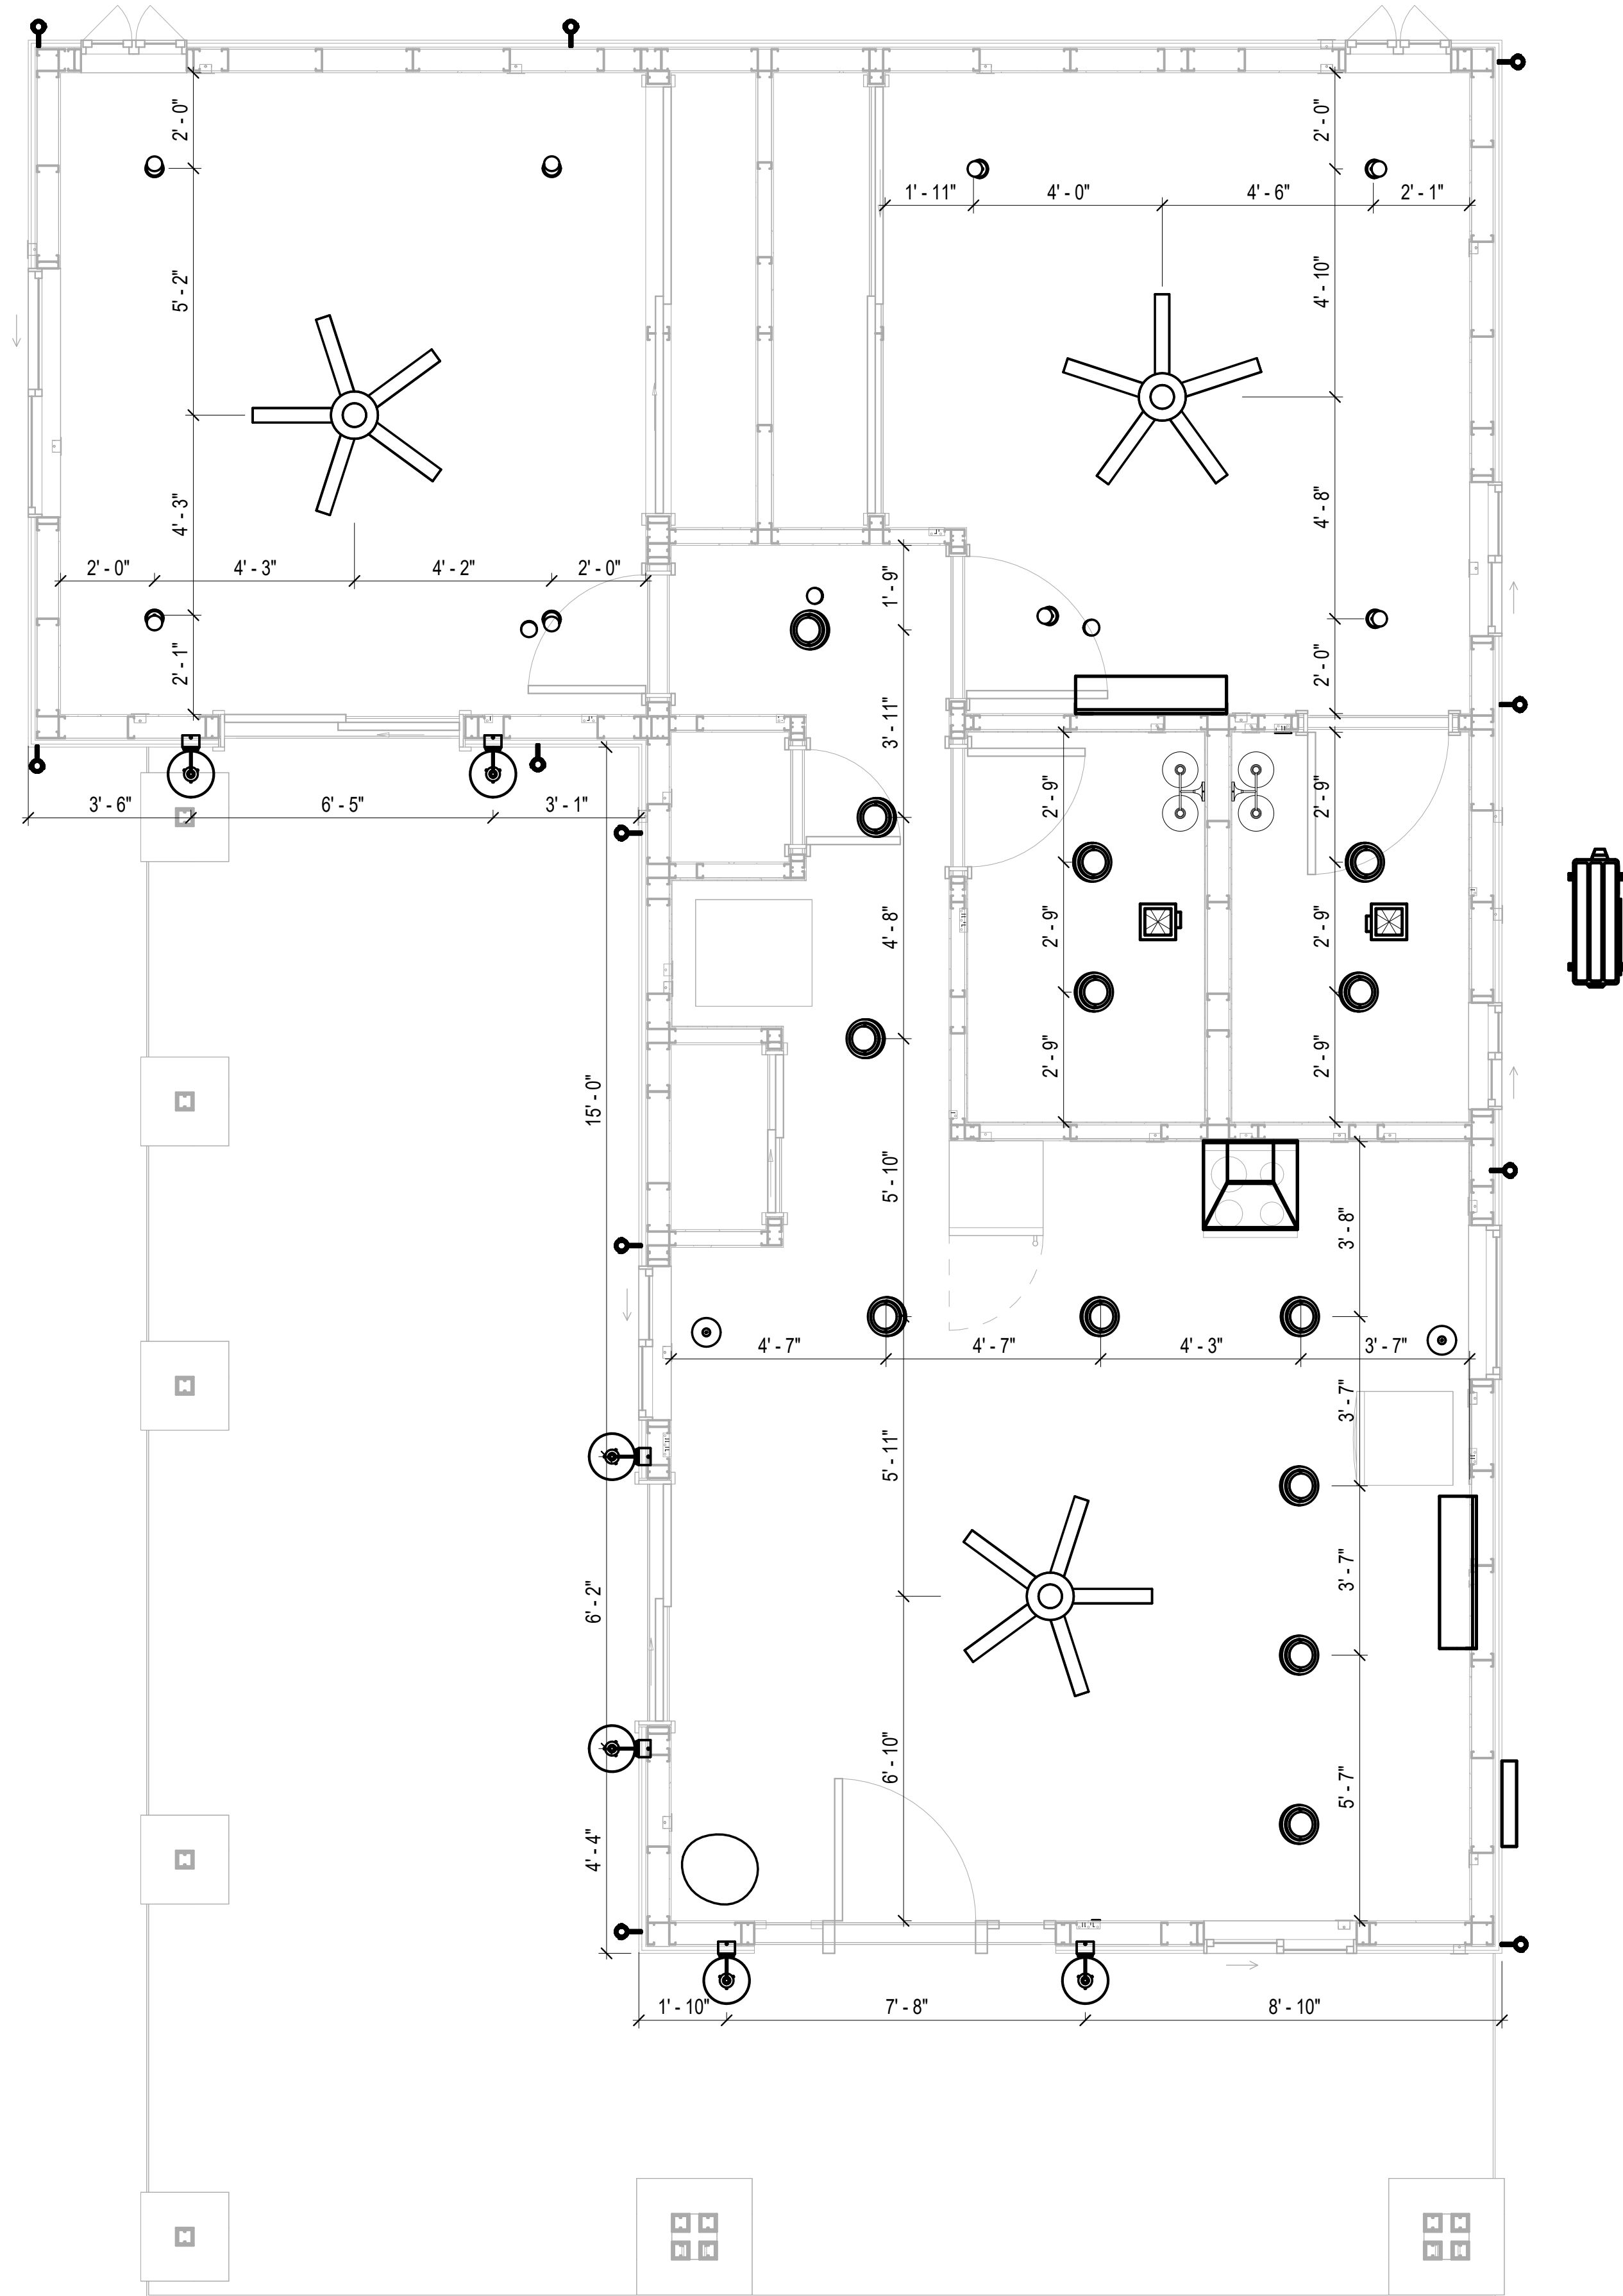 2' - 0"
2' - 0"
1' - 11"
4' - 0"
4' - 6"
2' - 1"
5' - 2"
4' - 10"
4' - 3"
4' - 8"
2' - 0"
4' - 3"
4' - 2"
2' - 0"
1' - 9"
2' - 1"
2' - 0"
3' - 11"
3' - 6"
6' - 5"
3' - 1"
2' - 9"
2' - 9"
4' - 8"
2' - 9"
2' - 9"
2' - 9"
2' - 9"
15' - 0"
5' - 10"
3' - 8"
4' - 7"
4' - 7"
4' - 3"
3' - 7"
3' - 7"
5' - 11"
3' - 7"
6' - 2"
6' - 10"
5' - 7"
4' - 4"
1' - 10"
7' - 8"
8' - 10"